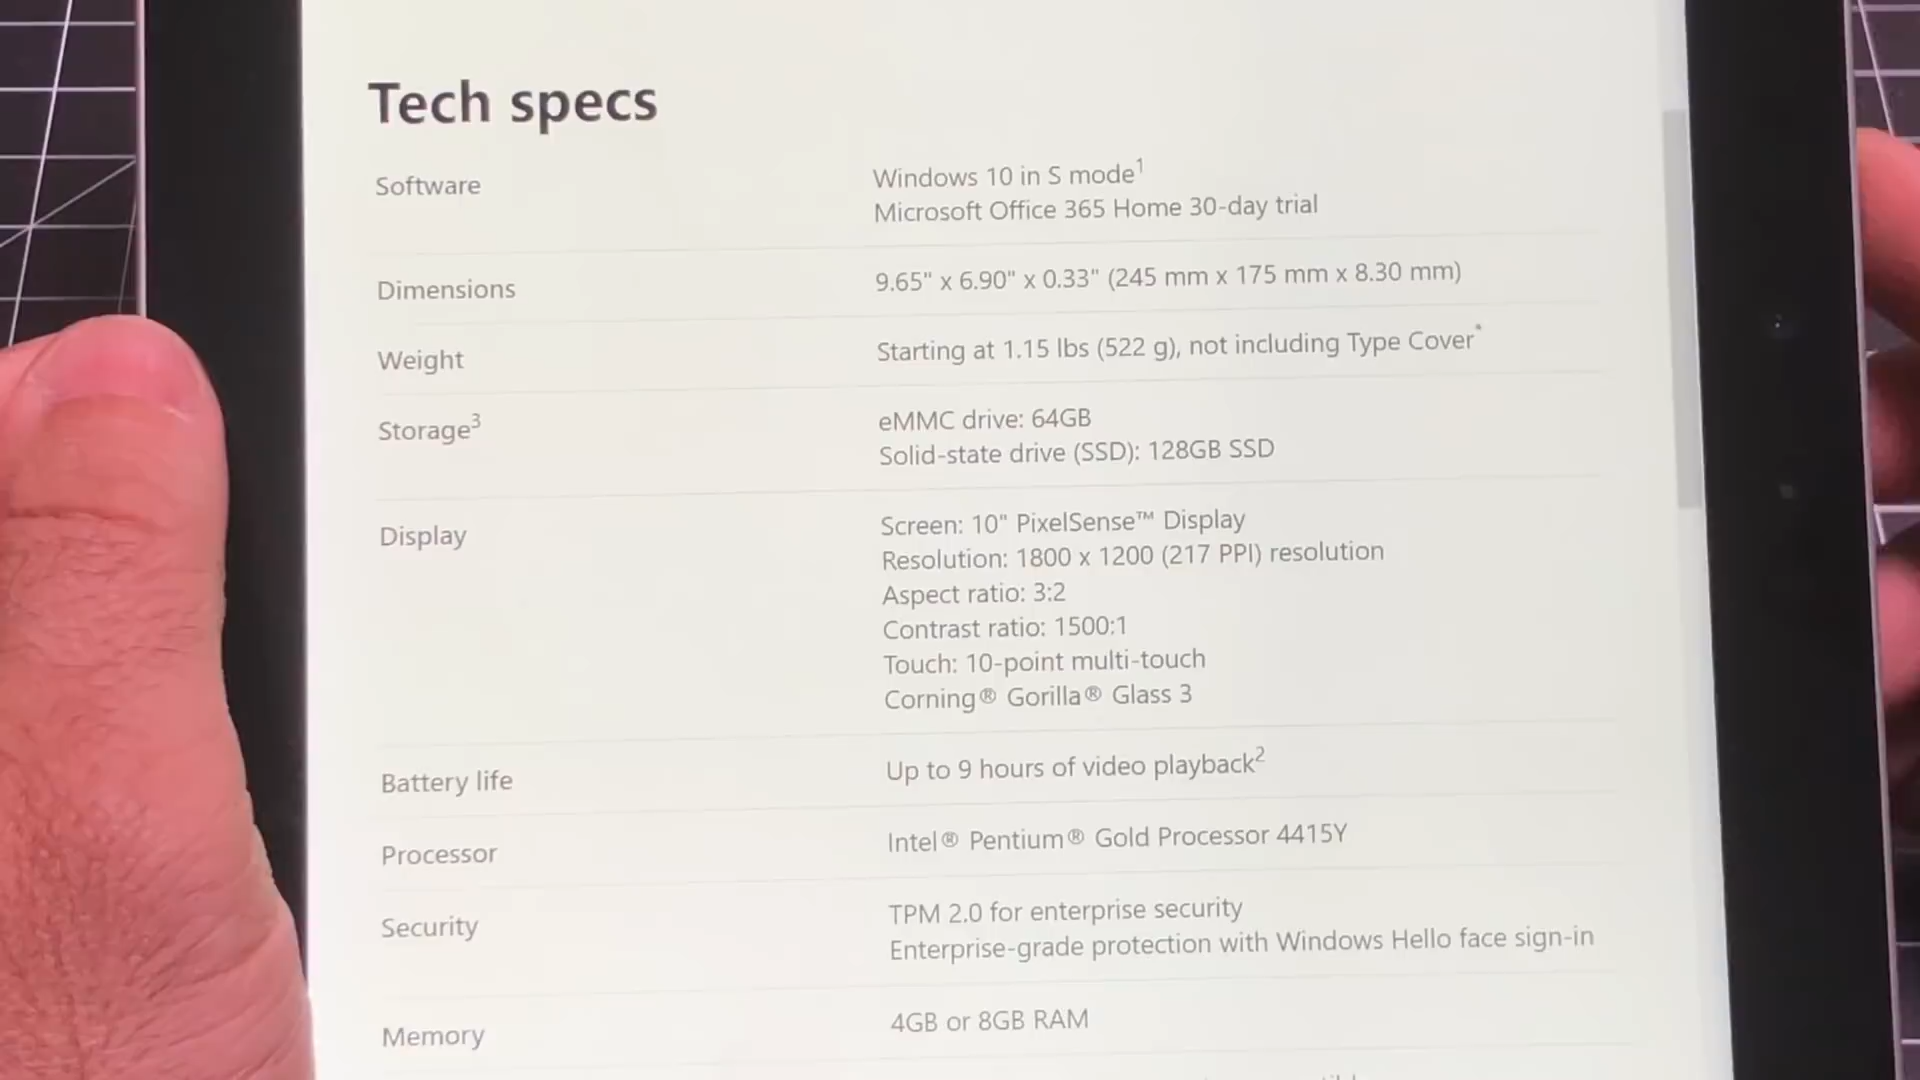 Tech specs
Software
Windows 10 in S mode¹
Microsoft Office 365 Home 30-day trial
Dimensions
9.65" x 6.90" x 0.33" (245 mm x 175 mm x 8.30 mm)
Weight
Starting at 1.15 lbs (522 g), not including Type Cover*
Storage³
eMMC drive: 64GB
Solid-state drive (SSD): 128GB SSD
Display
Screen: 10" PixelSense™ Display
Resolution: 1800 x 1200 (217 PPI) resolution
Aspect ratio: 3:2
Contrast ratio: 1500:1
Touch: 10-point multi-touch
Corning® Gorilla® Glass 3
Battery life
Up to 9 hours of video playback²
Processor
Intel® Pentium® Gold Processor 4415Y
Security
TPM 2.0 for enterprise security
Enterprise-grade protection with Windows Hello face sign-in
Memory
4GB or 8GB RAM